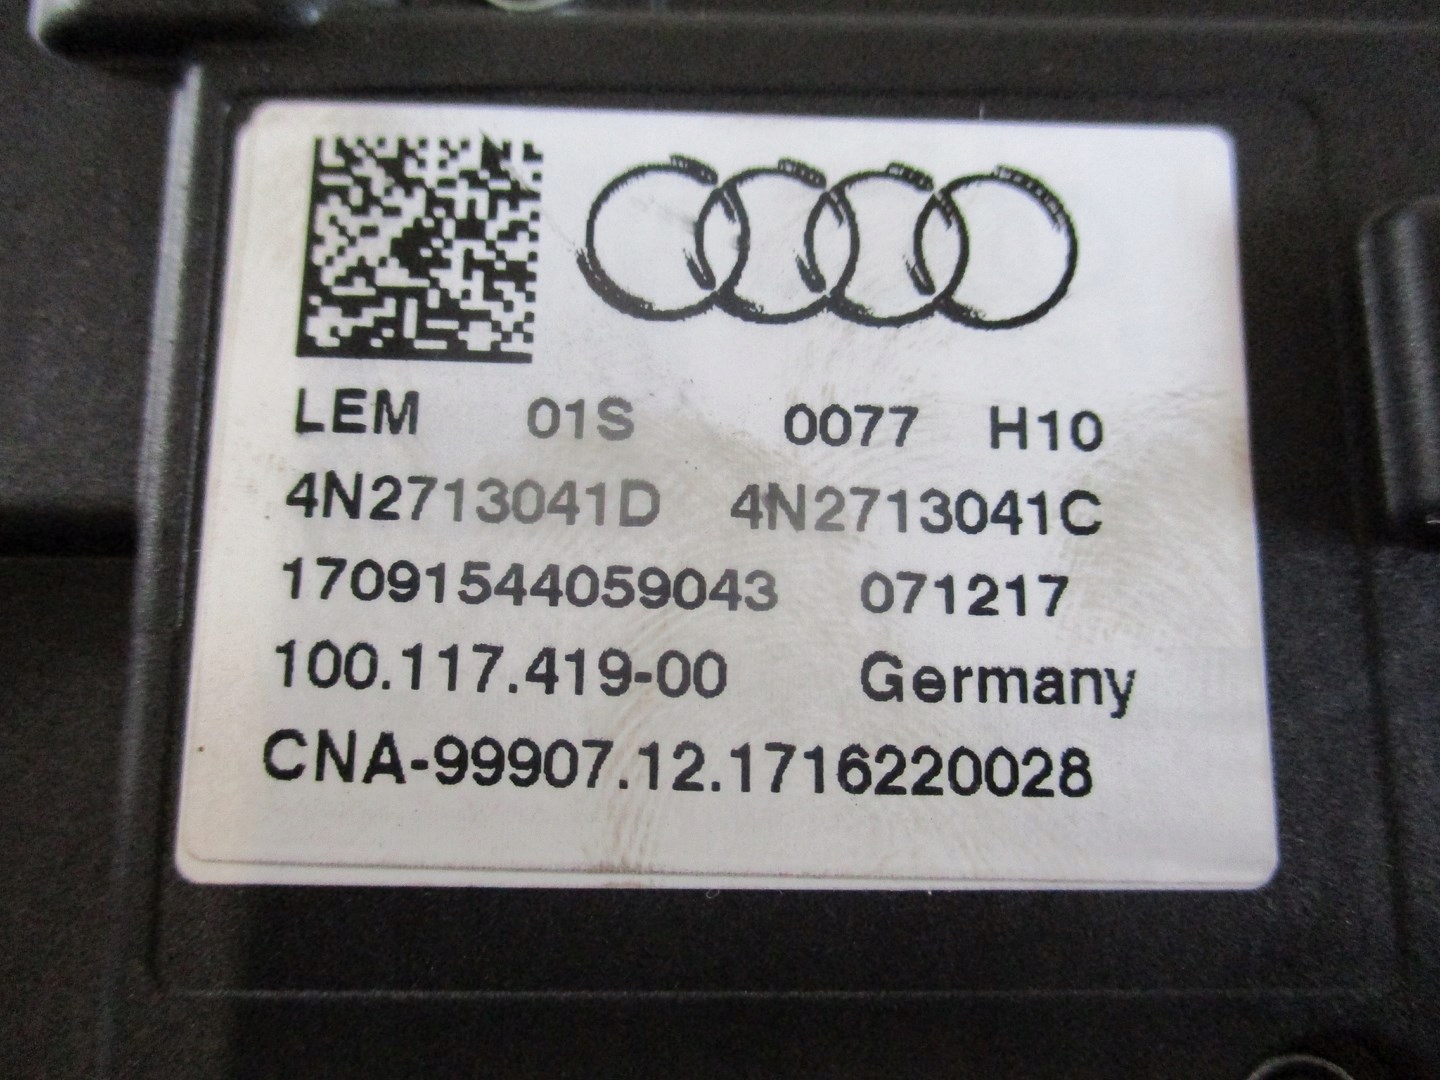 LEM 01S 0077 H10
4N2713041D 4N2713041C
17091544059043 071217
100.117.419-00 Germany
CNA-99907.12.1716220028